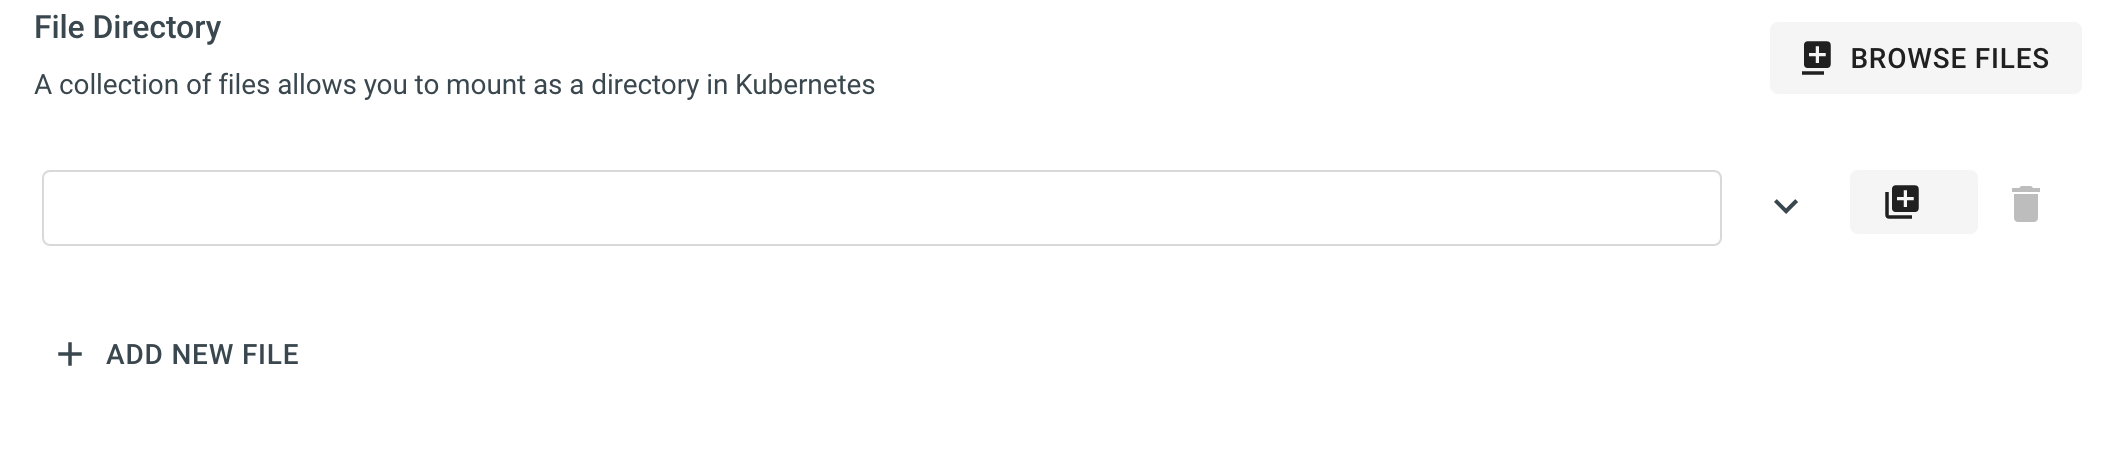 File Directory
BROWSE FILES
A collection of files allows you to mount as a directory in Kubernetes
ADD NEW FILE